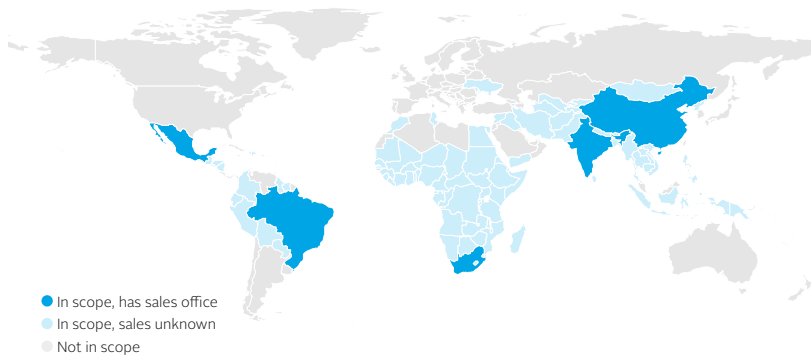 In scope, has sales office
In scope, sales unknown
Not in scope